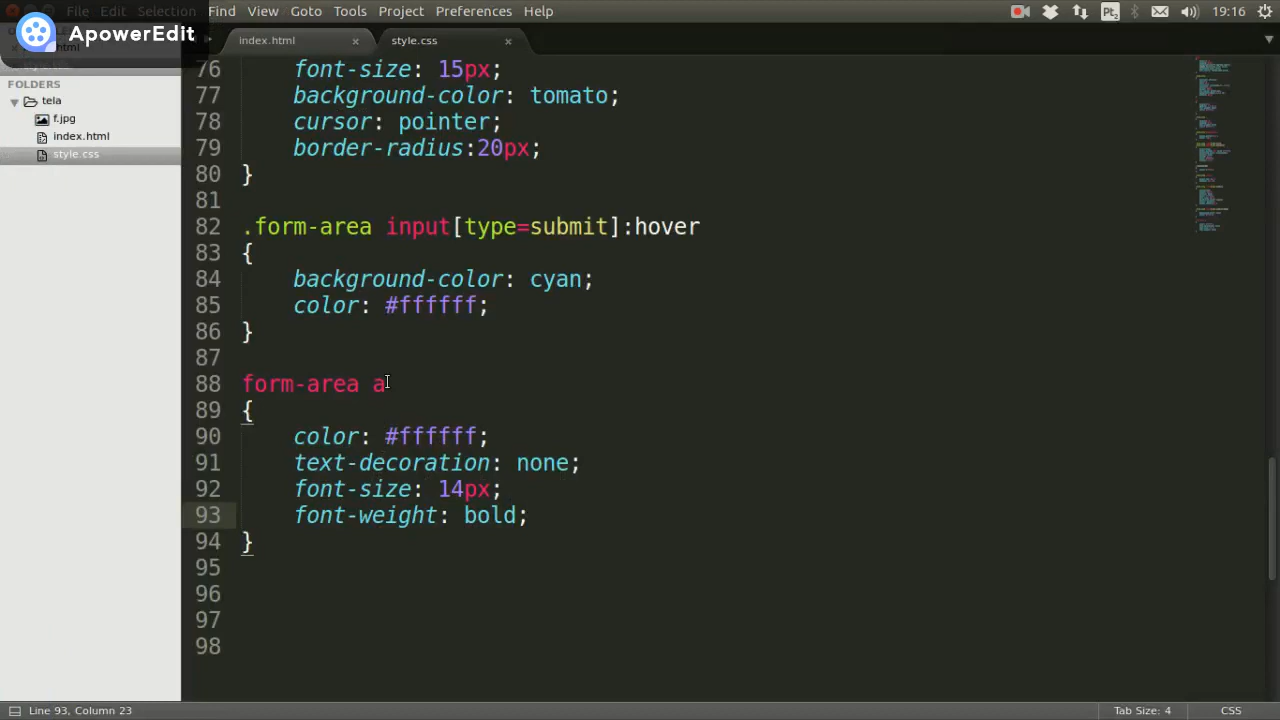 File Edit Selection Find View Goto Tools Project Preferences Help
Pt 19:16
ApowerEdit
index.html × style.css ×
FOLDERS
tela
f.jpg
index.html
style.css
76 font-size: 15px;
77 background-color: tomato;
78 cursor: pointer;
79 border-radius:20px;
80 }
81
82 .form-area input[type=submit]:hover
83 {
84 background-color: cyan;
85 color: #ffffff;
86 }
87
88 form-area a
89 {
90 color: #ffffff;
91 text-decoration: none;
92 font-size: 14px;
93 font-weight: bold;
94 }
95
96
97
98
Line 93, Column 23 Tab Size: 4 CSS